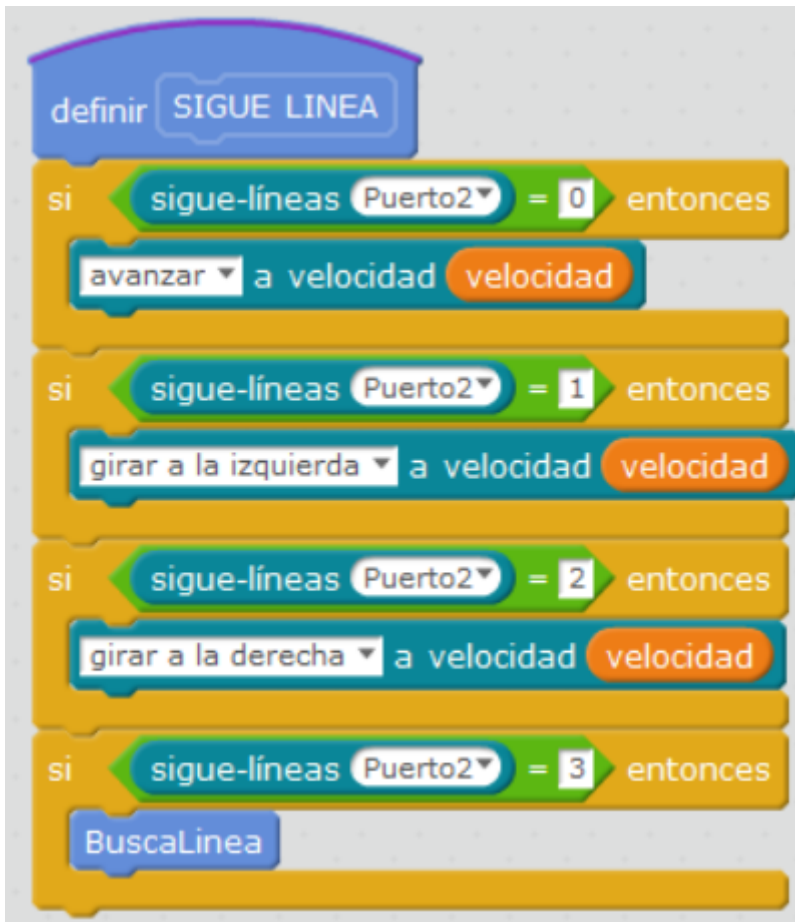 definir SIGUE LINEA
si sigue-líneas Puerto2 = 0 entonces
avanzar a velocidad velocidad
si sigue-líneas Puerto2 = 1 entonces
girar a la izquierda a velocidad velocidad
si sigue-líneas Puerto2 = 2 entonces
girar a la derecha a velocidad velocidad
si sigue-líneas Puerto2 = 3 entonces
BuscaLinea